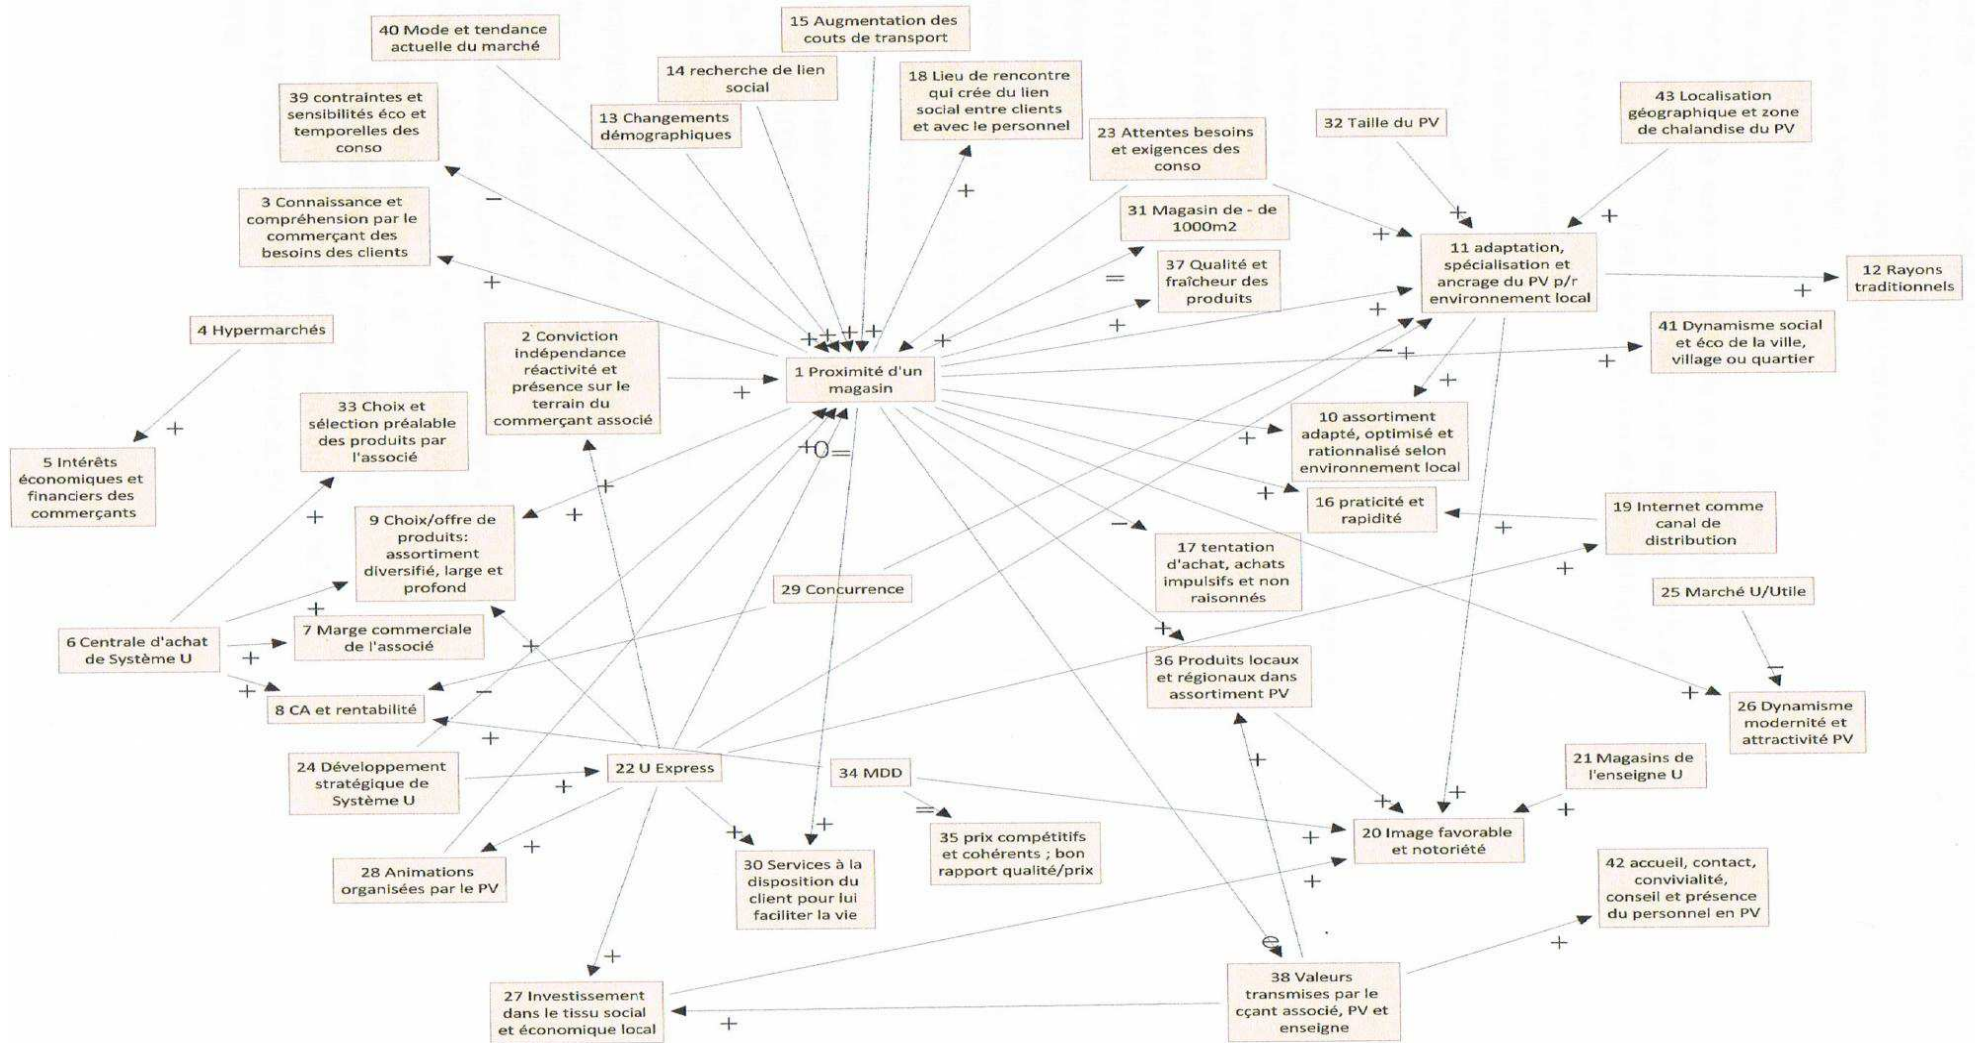 40 Mode et tendance
actuelle du marché
15 Augmentation des
couts de transport
14 recherche de lien
social
18 Lieu de rencontre
qui crée du lien
social entre clients
et avec le personnel
39 contraintes et
sensibilités éco et
temporelles des
conso
13 Changements
démographiques
23 Attentes besoins
et exigences des
conso
32 Taille du PV
43 Localisation
géographique et zone
de chalandise du PV
3 Connaissance et
compréhension par le
commerçant des
besoins des clients
31 Magasin de - de
1000m2
37 Qualité et
fraîcheur des
produits
11 adaptation,
spécialisation et
ancrage du PV p/r
environnement local
12 Rayons
traditionnels
4 Hypermarchés
2 Conviction
indépendance
réactivité et
présence sur le
terrain du
commerçant associé
1 Proximité d'un
magasin
41 Dynamisme social
et éco de la ville,
village ou quartier
33 Choix et
sélection préalable
des produits par
l'associé
10 assortiment
adapté, optimisé et
rationnalisé selon
environnement local
5 Intérêts
économiques et
financiers des
commerçants
9 Choix/offre de
produits:
assortiment
diversifié, large et
profond
16 praticité et
rapidité
19 Internet comme
canal de
distribution
17 tentation
d'achat, achats
impulsifs et non
raisonnés
29 Concurrence
25 Marché U/Utile
6 Centrale d'achat
de Système U
7 Marge commerciale
de l'associé
36 Produits locaux
et régionaux dans
assortiment PV
8 CA et rentabilité
26 Dynamisme
modernité et
attractivité PV
24 Développement
stratégique de
Système U
22 U Express
34 MDD
21 Magasins de
l'enseigne U
35 prix compétitifs
et cohérents ; bon
rapport qualité/prix
20 Image favorable
et notoriété
28 Animations
organisées par le PV
30 Services à la
disposition du
client pour lui
faciliter la vie
42 accueil, contact,
convivialité,
conseil et présence
du personnel en PV
27 Investissement
dans le tissu social
et économique local
38 Valeurs
transmises par le
cçant associé, PV et
enseigne